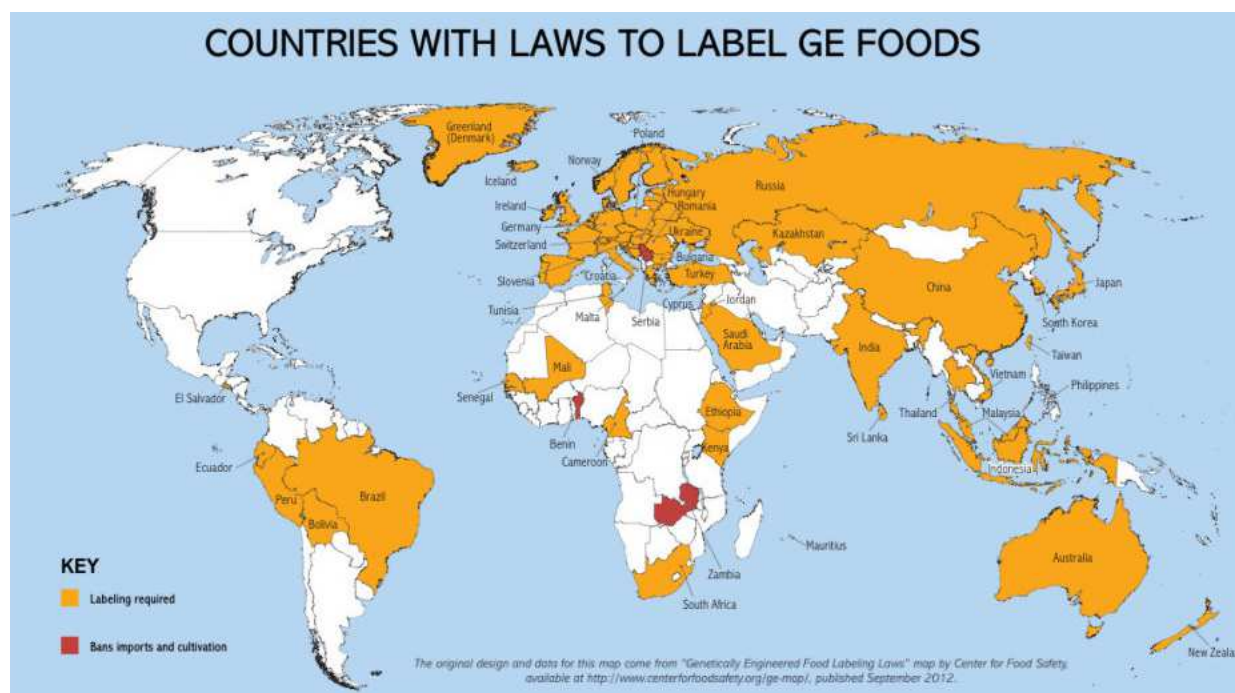 COUNTRIES WITH LAWS TO LABEL GE FOODS
Greenland
(Denmark)
Poland
Norway
Iceland
Russia
Hungary
Ireland
Romania
Germany
Ukraine
Kazakhstan
Switzerland
Bulgaria
Slovenia
Croatia
Turkey
China
Japan
Tunisia
Cyprus
Jordan
Malta
Serbia
South Korea
Saudi
Arabia
India
Taiwan
Mali
Vietnam
Philippines
El Salvador
Senegal
Ethiopia
Thailand
Malaysia
Benin
Sri Lanka
Cameroon
Kenya
Ecuador
Indonesia
Peru
Brazil
Bolivia
Mauritius
Australia
Zambia
South Africa
New Zeala
KEY
Labeling required
Bans imports and cultivation
The original design and data for this map come from "Genetically Engineered Food Labeling Laws" map by Center for Food Safety,
available at http://www.centerforfoodsafety.org/ge-map/, published September 2012.